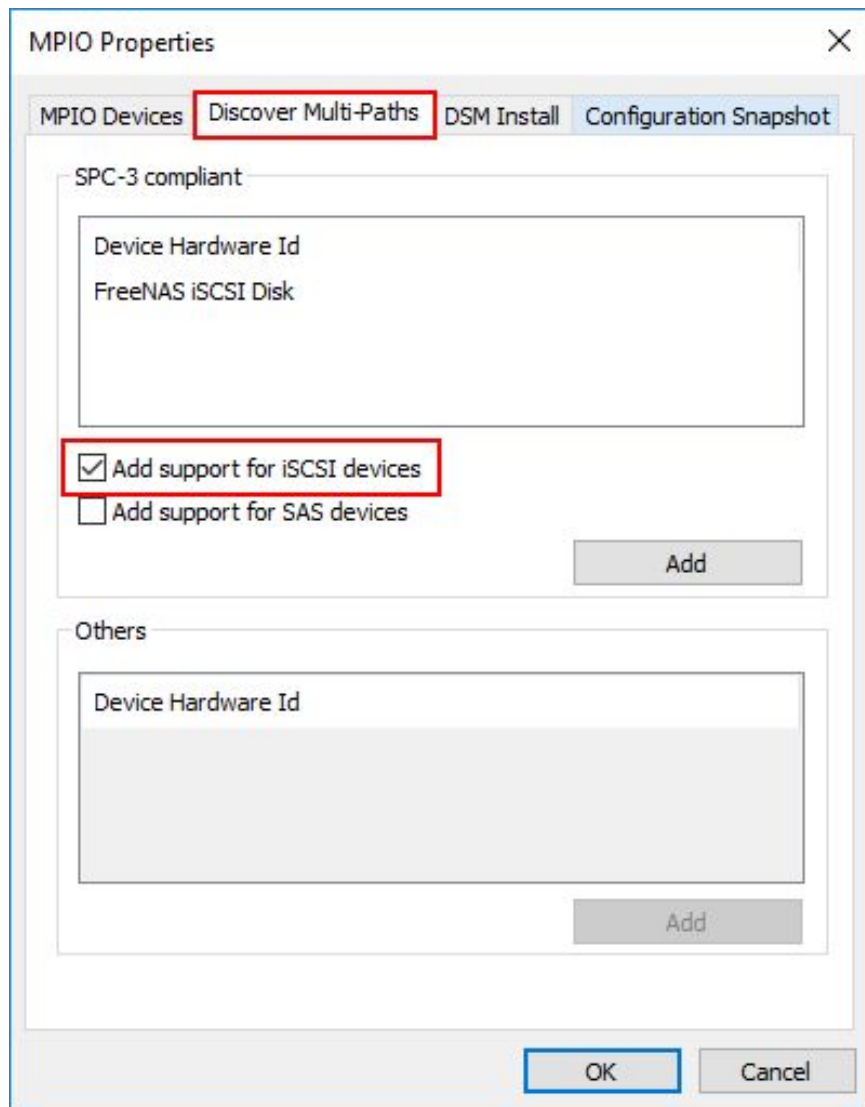 MPIO Properties
MPIO Devices Discover Multi-Paths DSM Install Configuration Snapshot
SPC-3 compliant
Device Hardware Id
FreeNAS iSCSI Disk
Add support for iSCSI devices
Add support for SAS devices
Add
Others
Device Hardware Id
Add
OK Cancel